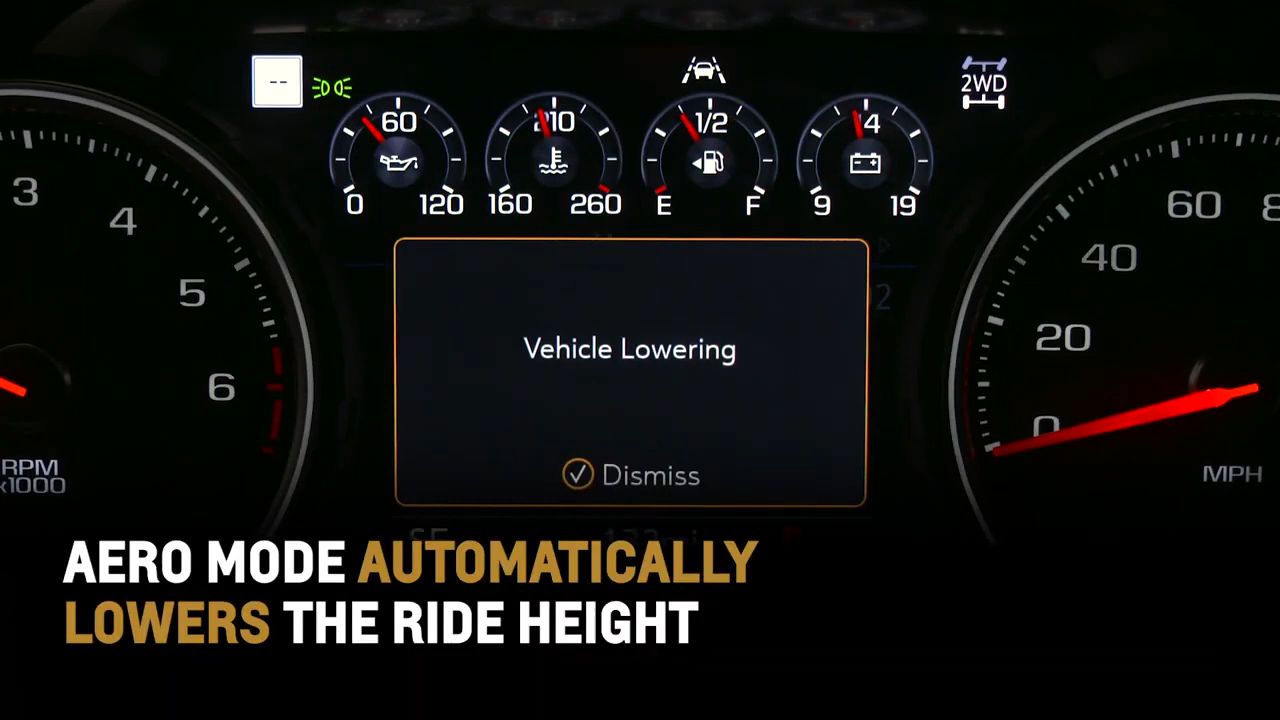 --
2WD
60
210
1/2
14
0
120
160
260
E
F
9
19
3
4
5
6
RPM
x1000
60
8
40
20
0
MPH
Vehicle Lowering
Dismiss
AERO MODE AUTOMATICALLY
LOWERS THE RIDE HEIGHT